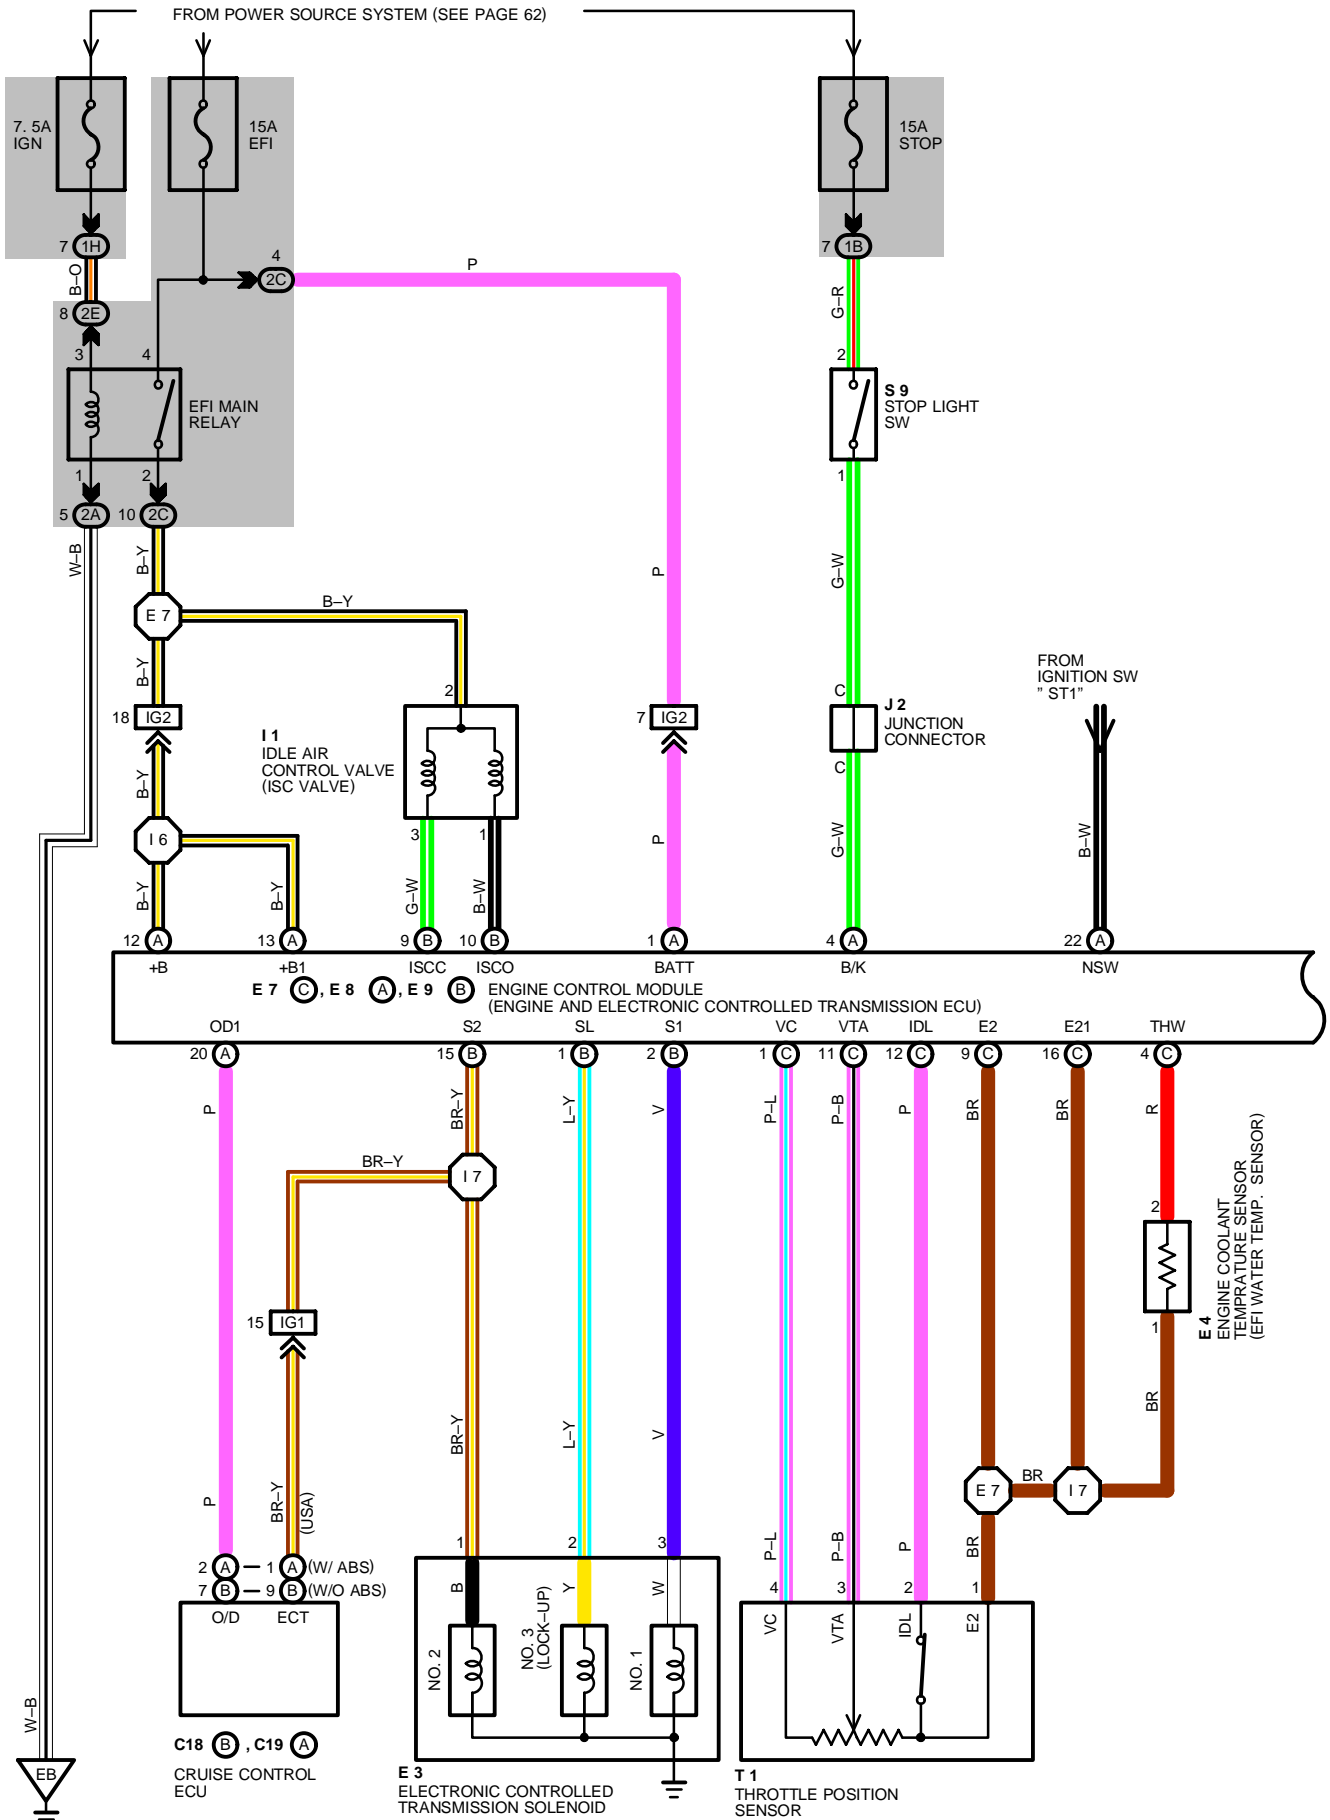 FROM POWER SOURCE SYSTEM (SEE PAGE 62)
7. 5A
IGN
15A
EFI
15A
STOP
7 1H
4
2C
P
7 1B
B–O
G–R
8 2E
3 4
2
EFI MAIN
RELAY
S 9
STOP LIGHT
SW
1 2
1
5 2A 10 2C
W–B
B–Y
P
G–W
E 7
B–Y
B–Y
FROM
IGNITION SW
" ST1"
2
C
18 IG2
7 IG2
J 2
JUNCTION
CONNECTOR
I 1
IDLE AIR
CONTROL VALVE
(ISC VALVE)
C
B–Y
I 6
3 1
P
G–W
B–W
B–Y
B–Y
G–W
B–W
12 A
13 A
9 B
10 B
1 A
4 A
22 A
+B
+B1
ISCC
ISCO
BATT
B/K
NSW
E 7 C , E 8 A , E 9 B ENGINE CONTROL MODULE
(ENGINE AND ELECTRONIC CONTROLLED TRANSMISSION ECU)
OD1
S2
SL
S1
VC
VTA
IDL
E2
E21
THW
20 A
15 B
1 B
2 B
1 C
11 C
12 C
9 C
16 C
4 C
P
BR–Y
L–Y
V
P–L
P–B
P
BR
BR
R
BR–Y
I 7
2
E 4
ENGINE COOLANT
TEMPRATURE SENSOR
(EFI WATER TEMP. SENSOR)
15 IG1
1
BR–Y
L–Y
V
BR
E 7
BR
I 7
P
BR–Y
(USA)
P–L
P–B
P
BR
1 2 3
2 A – 1 A (W/ ABS)
7 B – 9 B (W/O ABS)
4 3 2 1
O/D
ECT
B
Y
W
VC
VTA
IDL
E2
NO. 2
NO. 3
(LOCK–UP)
NO. 1
W–B
C18 B , C19 A
CRUISE CONTROL
ECU
EB
E 3
ELECTRONIC CONTROLLED
TRANSMISSION SOLENOID
T 1
THROTTLE POSITION
SENSOR